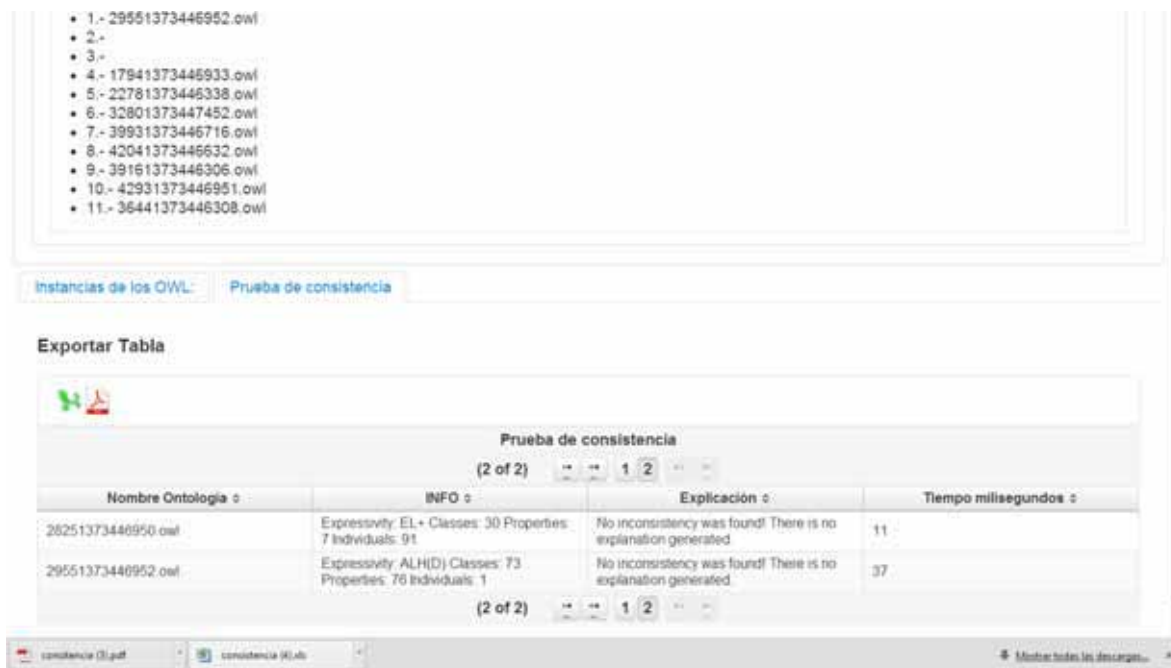 1.- 29551373446952.owl
2.-
3.-
4.- 17941373446933.owl
5.- 22781373446338.owl
6.- 32801373447452.owl
7.- 39931373446716.owl
8.- 42041373446632.owl
9.- 39161373446306.owl
10.- 42931373446951.owl
11.- 36441373446308.owl
Instancias de los OWL: Prueba de consistencia
Exportar Tabla
Prueba de consistencia
(2 of 2) 1 2
Nombre Ontología INFO Explicación Tiempo milisegundos
28251373446950.owl Expressivity: EL+ Classes: 30 Properties: 7 Individuals: 91 No inconsistency was found! There is no explanation generated. 11
29551373446952.owl Expressivity: ALH(D) Classes: 73 Properties: 76 Individuals: 1 No inconsistency was found! There is no explanation generated. 37
(2 of 2) 1 2
consitencia (3).pdf consistencia (4).xls Mostrar todas las descargas...